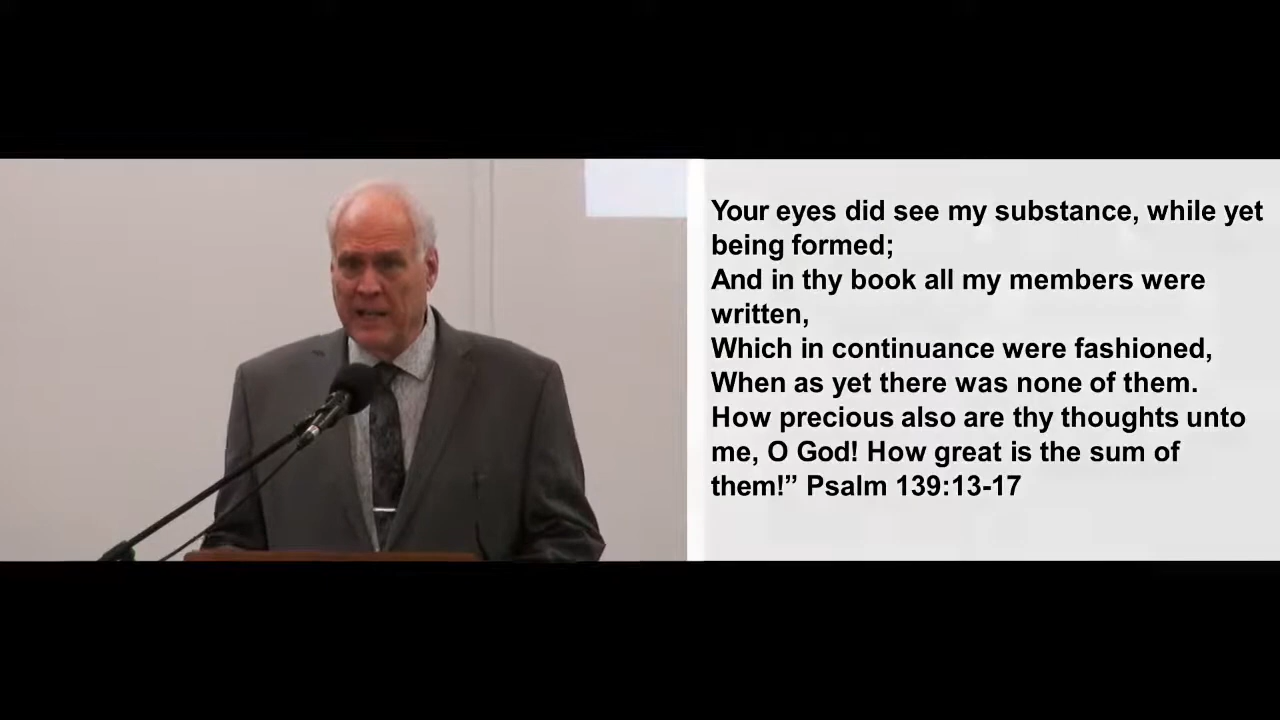 Your eyes did see my substance, while yet
being formed;
And in thy book all my members were
written,
Which in continuance were fashioned,
When as yet there was none of them.
How precious also are thy thoughts unto
me, O God! How great is the sum of
them!” Psalm 139:13-17